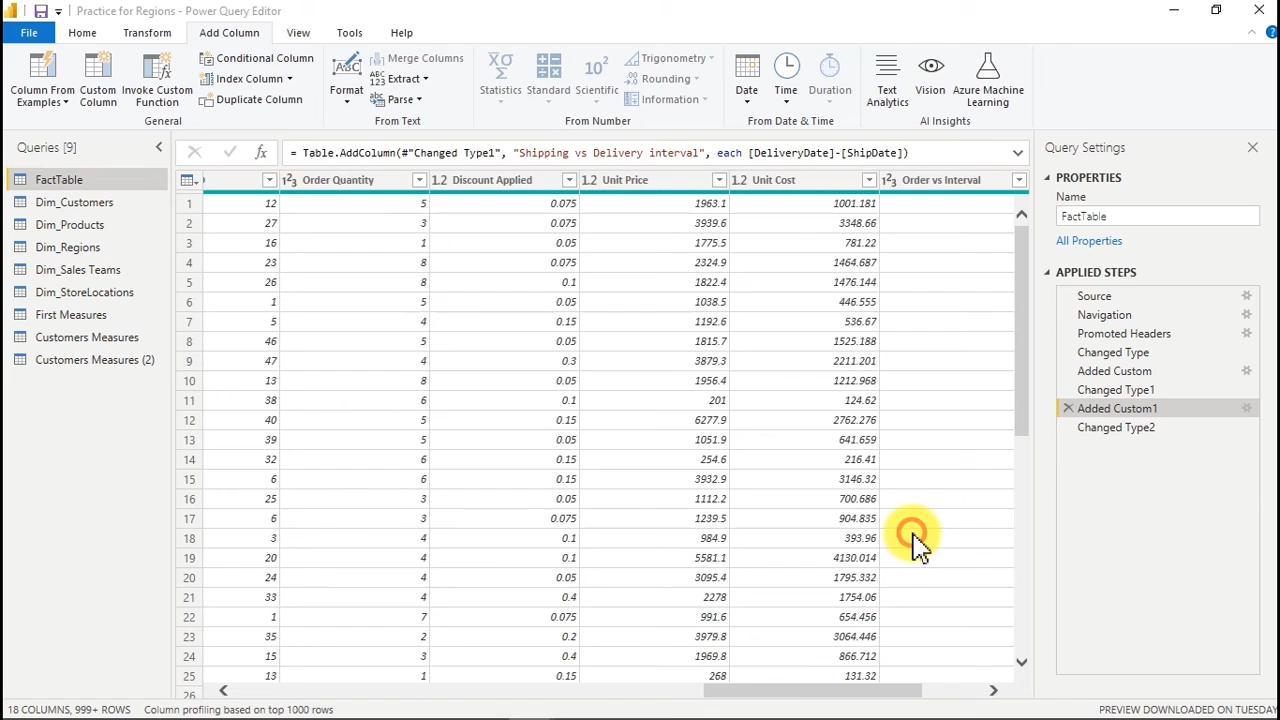 Practice for Regions - Power Query Editor
File Home Transform Add Column View Tools Help
Column From Examples
Custom Column
Invoke Custom Function
Conditional Column
Index Column
Duplicate Column
General
Format
Merge Columns
Extract
Parse
From Text
Statistics
Standard
Scientific
Trigonometry
Rounding
Information
From Number
Date
Time
Duration
From Date & Time
Text Analytics
Vision
Azure Machine Learning
AI Insights
Queries [9]
FactTable
Dim_Customers
Dim_Products
Dim_Regions
Dim_Sales Teams
Dim_StoreLocations
First Measures
Customers Measures
Customers Measures (2)
= Table.AddColumn(#"Changed Type1", "Shipping vs Delivery interval", each [DeliveryDate]-[ShipDate])
Order Quantity 1.2 Discount Applied 1.2 Unit Price 1.2 Unit Cost Order vs Interval
1 12 5 0.075 1963.1 1001.181
2 27 3 0.075 3939.6 3348.66
3 16 1 0.05 1775.5 781.22
4 23 8 0.075 2324.9 1464.687
5 26 8 0.1 1822.4 1476.144
6 1 5 0.05 1038.5 446.555
7 5 4 0.15 1192.6 536.67
8 46 5 0.05 1815.7 1525.188
9 47 4 0.3 3879.3 2211.201
10 13 8 0.05 1956.4 1212.968
11 38 6 0.1 201 124.62
12 40 5 0.15 6277.9 2762.276
13 39 5 0.05 1051.9 641.659
14 32 6 0.15 254.6 216.41
15 6 6 0.15 3932.9 3146.32
16 25 3 0.05 1112.2 700.686
17 6 3 0.075 1239.5 904.835
18 3 4 0.1 984.9 393.96
19 20 4 0.1 5581.1 4130.014
20 24 4 0.05 3095.4 1795.332
21 33 4 0.4 2278 1754.06
22 1 7 0.075 991.6 654.456
23 35 2 0.2 3979.8 3064.446
24 15 3 0.4 1969.8 866.712
25 13 1 0.15 268 131.32
26
Query Settings
PROPERTIES
Name
FactTable
All Properties
APPLIED STEPS
Source
Navigation
Promoted Headers
Changed Type
Added Custom
Changed Type1
Added Custom1
Changed Type2
18 COLUMNS, 999+ ROWS Column profiling based on top 1000 rows PREVIEW DOWNLOADED ON TUESDAY